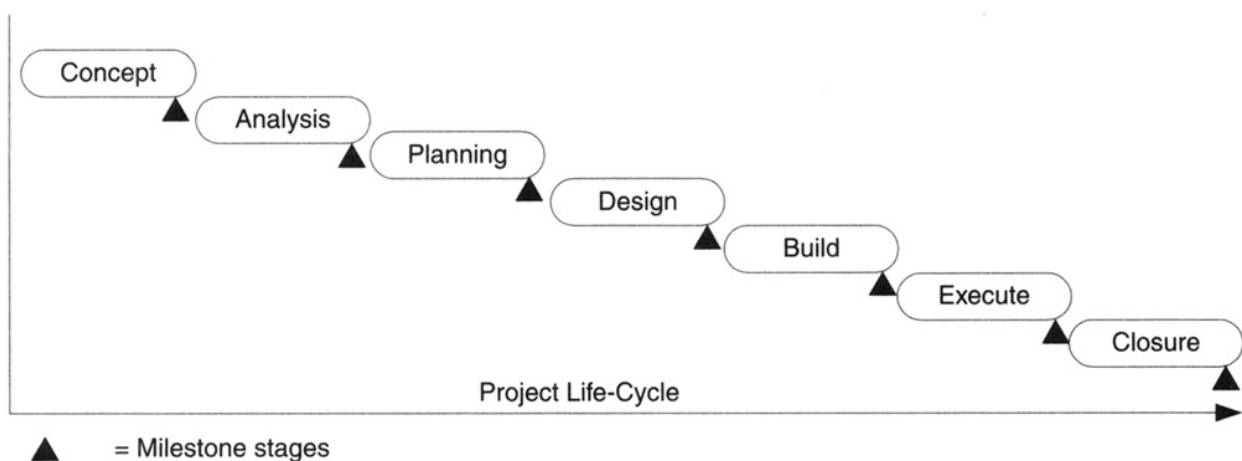 Concept
Analysis
Planning
Design
Build
Execute
Closure
Project Life-Cycle
= Milestone stages